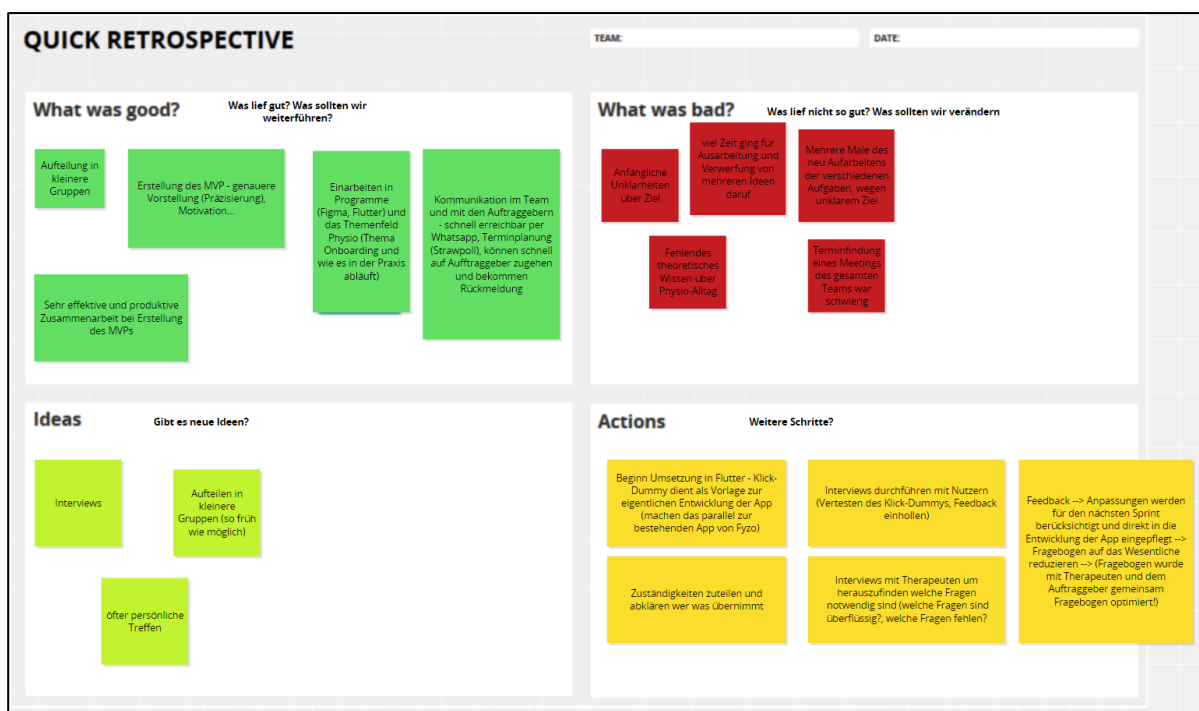 QUICK RETROSPECTIVE
TEAM:
DATE:
What was good?
Was lief gut? Was sollten wir
weiterführen?
Aufteilung in
kleinere
Gruppen
Erstellung des MVP - genauere
Vorstellung (Präzisierung),
Motivation...
Einarbeiten in
Programme
(Figma, Flutter) und
das Themenfeld
Physio (Thema
Onboarding und
wie es in der Praxis
abläuft)
Kommunikation im Team
und mit den Auftraggebern
- schnell erreichbar per
Whatsapp, Terminplanung
(Strawpoll), können schnell
auf Aufftraggeber zugehen
und bekommen
Rückmeldung
Sehr effektive und produktive
Zusammenarbeit bei Erstellung
des MVPs
What was bad?
Was lief nicht so gut? Was sollten wir verändern
Anfängliche
Unklarheiten
über Ziel
viel Zeit ging für
Ausarbeitung und
Verwerfung von
mehreren Ideen
darauf
Mehrere Male des
neu Aufarbeitens
der verschiedenen
Aufgaben, wegen
unklarem Ziel
Fehlendes
theoretisches
Wissen über
Physio-Alltag
Terminfindung
eines Meetings
des gesamten
Teams war
schwierig
Ideas
Gibt es neue Ideen?
Interviews
Aufteilen in
kleinere
Gruppen (so früh
wie möglich)
öfter persönliche
Treffen
Actions
Weitere Schritte?
Beginn Umsetzung in Flutter - Klick-
Dummy dient als Vorlage zur
eigentlichen Entwicklung der App
(machen das parallel zur
bestehenden App von Fyzo)
Interviews durchführen mit Nutzern
(Vertesten des Klick-Dummys, Feedback
einhollen)
Feedback --> Anpassungen werden
für den nächsten Sprint
berücksichtigt und direkt in die
Entwicklung der App eingepflegt -->
Fragebogen auf das Wesentliche
reduzieren --> (Fragebogen wurde
mit Therapeuten und dem
Auftraggeber gemeinsam
Fragebogen optimiert!)
Zuständigkeiten zuteilen und
abklären wer was übernimmt
Interviews mit Therapeuten um
herauszufinden welche Fragen
notwendig sind (welche Fragen sind
überflüssig?, welche Fragen fehlen?